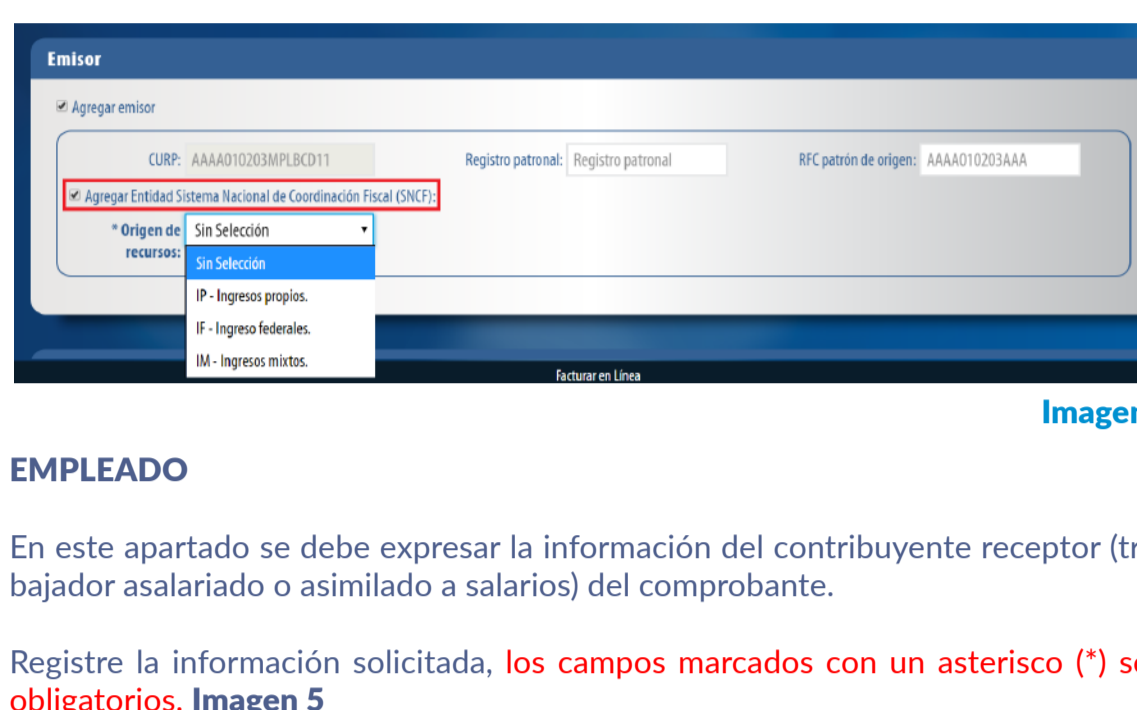 Emisor
Agregar emisor
CURP: AAAA010203MPLBCD11 Registro patronal: Registro patronal RFC patrón de origen: AAAA010203AAA
Agregar Entidad Sistema Nacional de Coordinación Fiscal (SNCF):
* Origen de recursos: Sin Selección
Sin Selección
IP - Ingresos propios.
IF - Ingreso federales.
IM - Ingresos mixtos.
Facturar en Línea
Imagen
EMPLEADO
En este apartado se debe expresar la información del contribuyente receptor (tr
bajador asalariado o asimilado a salarios) del comprobante.
Registre la información solicitada, los campos marcados con un asterisco (*) so
obligatorios. Imagen 5